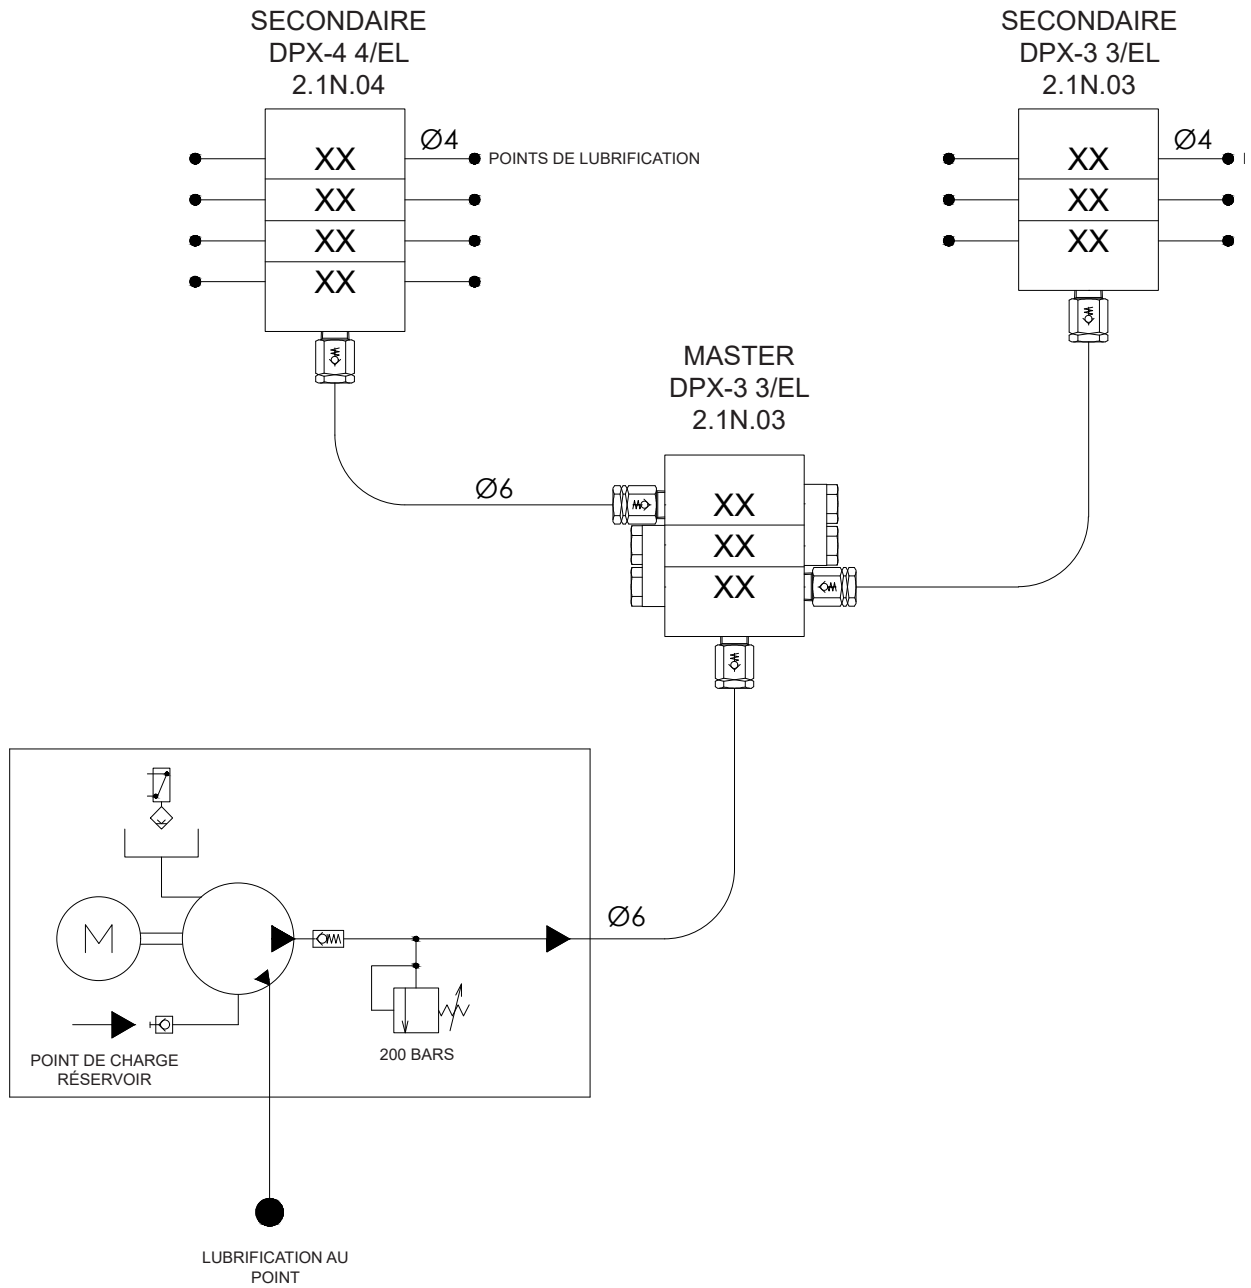 SECONDAIRE
DPX-4 4/EL
2.1N.04
SECONDAIRE
DPX-3 3/EL
2.1N.03
XX
Ø4
POINTS DE LUBRIFICATION
XX
XX
XX
XX
Ø4
XX
XX
MASTER
DPX-3 3/EL
2.1N.03
Ø6
XX
XX
XX
M
Ø6
200 BARS
POINT DE CHARGE
RÉSERVOIR
LUBRIFICATION AU
POINT